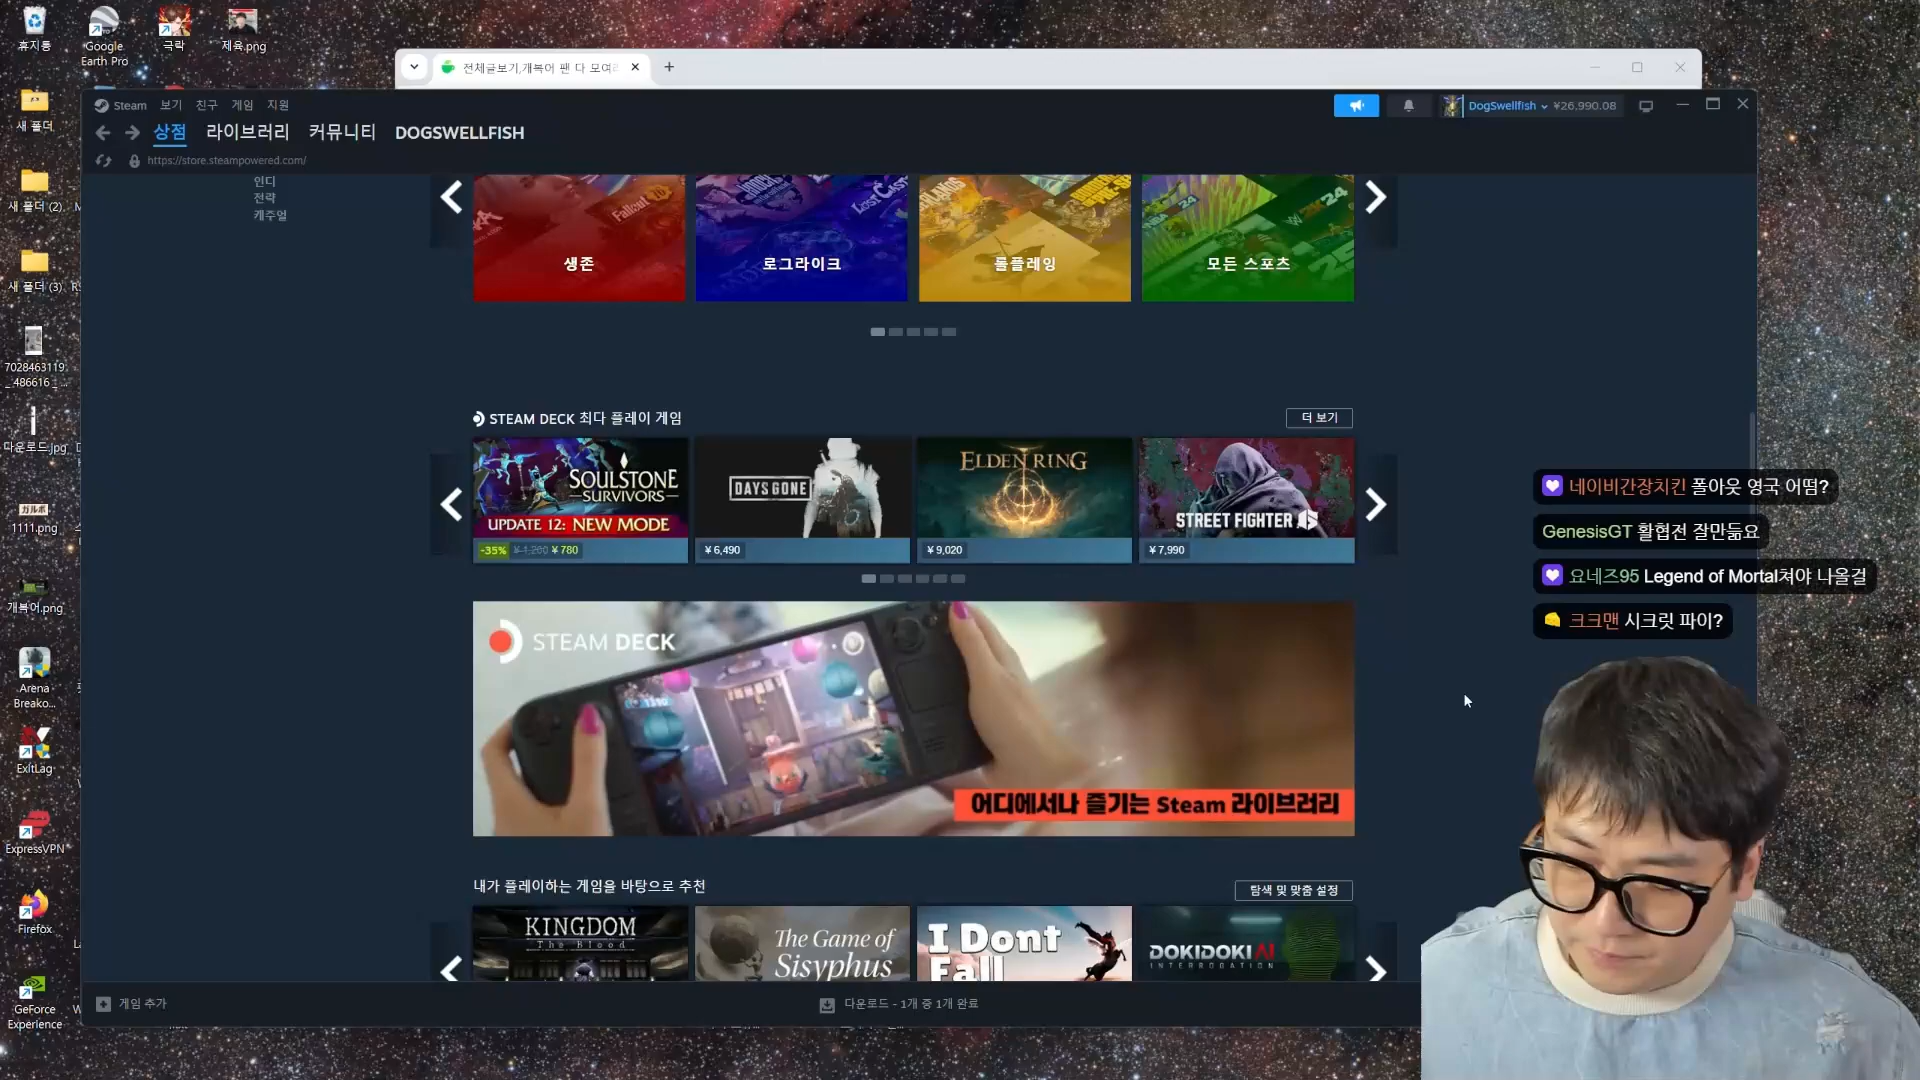 휴지통
Google
Earth Pro
극락
제육.png
새 폴더
새 폴더 (2)
새 폴더 (3)
7028463119
_486616_...
다운로드.jpg
1111.png
개복어.png
Arena
Breako...
ExitLag
ExpressVPN
Firefox
GeForce
Experience
전체글보기,개복어 팬 다 모여
Steam 보기 친구 게임 지원
DogSwellfish ¥26,990.08
상점 라이브러리 커뮤니티 DOGSWELLFISH
https://store.steampowered.com/
인디
전략
캐주얼
Fallout
LOST CAST
NBA 24
W 2K24
25
생존
로그라이크
롤플레잉
모든 스포츠
STEAM DECK 최다 플레이 게임
더 보기
SOULSTONE
SURVIVORS
UPDATE 12: NEW MODE
-35% ¥ 1,200 ¥ 780
DAYS GONE
¥ 6,490
ELDEN RING
¥ 9,020
STREET FIGHTER 6
¥ 7,990
STEAM DECK
어디에서나 즐기는 Steam 라이브러리
내가 플레이하는 게임을 바탕으로 추천
탐색 및 맞춤 설정
KINGDOM
The Blood
The Game of
Sisyphus
I Dont
Fall
DOKIDOKI AI
INTERROGATION
게임 추가
다운로드 - 1개 중 1개 완료
네이비간장치킨 폴아웃 영국 어떰?
GenesisGT 활협전 잘만듦요
요네즈95 Legend of Mortal쳐야 나올걸
크크맨 시크릿 파이?